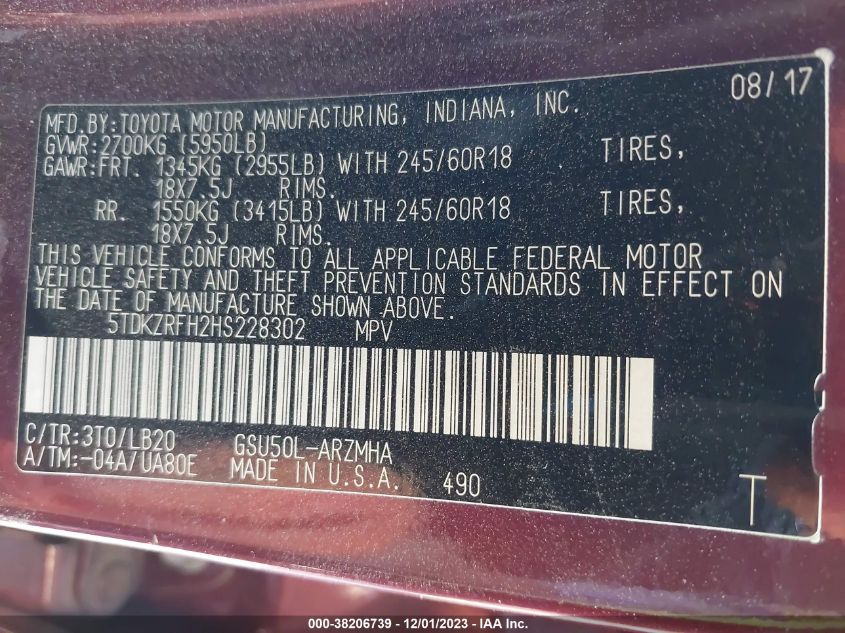 08/17
MFD.BY:TOYOTA MOTOR MANUFACTURING, INDIANA, INC.
GVWR:2700KG (5950LB)
GAWR:FRT. 1345KG (2955LB) WITH 245/60R18 TIRES,
18X7.5J RIMS.
RR. 1550KG (3415LB) WITH 245/60R18 TIRES,
18X7.5J RIMS.
THIS VEHICLE CONFORMS TO ALL APPLICABLE FEDERAL MOTOR
VEHICLE SAFETY AND THEFT PREVENTION STANDARDS IN EFFECT ON
THE DATE OF MANUFACTURE SHOWN ABOVE.
5TDKZRFH2HS228302 MPV
C/TR:3T0/LB20 GSU50L-ARZMHA
A/TM:-04A/UA80E MADE IN U.S.A. 490
T
000-38206739 - 12/01/2023 - IAA Inc.